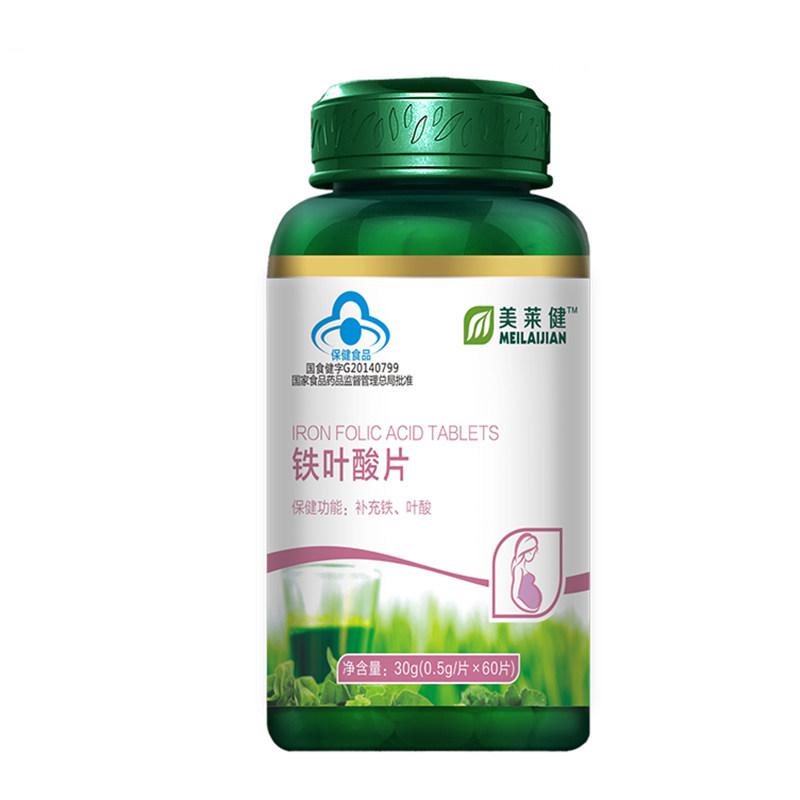 保健食品
国食健字G20140799
国家食品药品监督管理总局批准
美莱健™
MEILAIJIAN
IRON FOLIC ACID TABLETS
铁叶酸片
保健功能：补充铁、叶酸
净含量：30g(0.5g/片×60片)